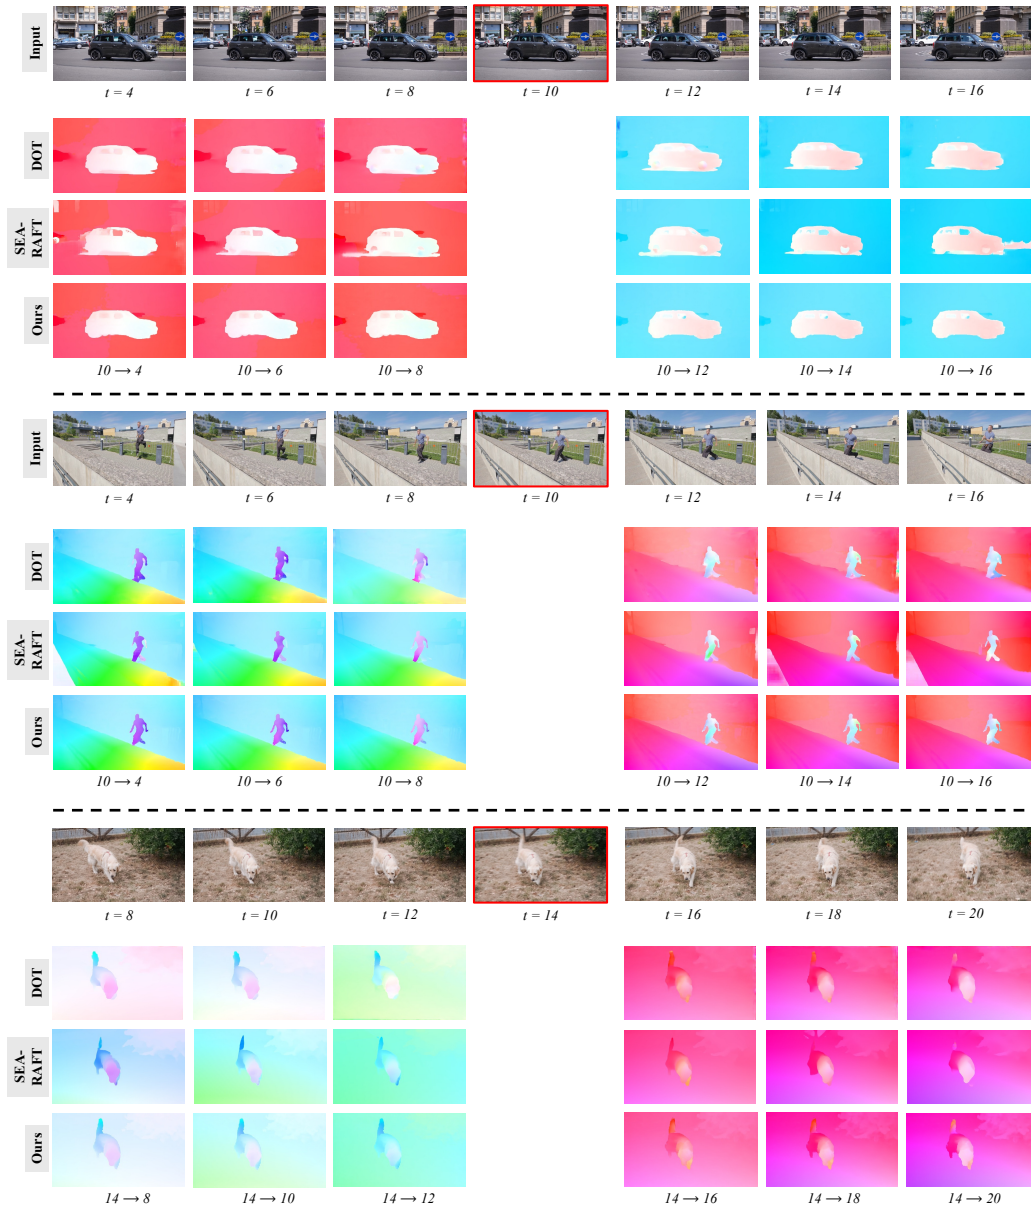 Input
t = 4 t = 6 t = 8 t = 10 t = 12 t = 14 t = 16
DOT
SEA-
RAFT
Ours
10 → 4 10 → 6 10 → 8 10 → 12 10 → 14 10 → 16
Input
t = 4 t = 6 t = 8 t = 10 t = 12 t = 14 t = 16
DOT
SEA-
RAFT
Ours
10 → 4 10 → 6 10 → 8 10 → 12 10 → 14 10 → 16
Input
t = 8 t = 10 t = 12 t = 14 t = 16 t = 18 t = 20
DOT
SEA-
RAFT
Ours
14 → 8 14 → 10 14 → 12 14 → 16 14 → 18 14 → 20